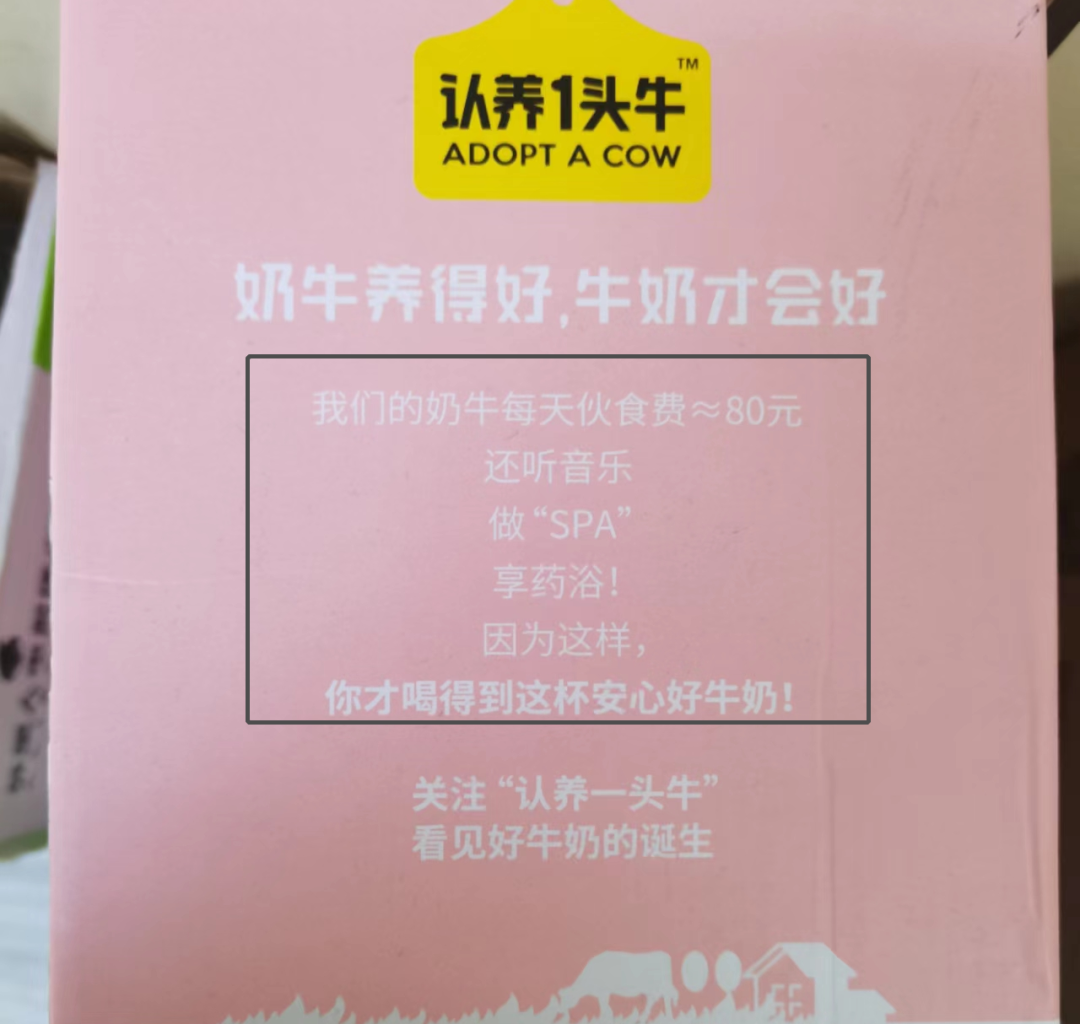 认养1头牛™
ADOPT A COW
奶牛养得好,牛奶才会好
我们的奶牛每天伙食费≈80元
还听音乐
做“SPA”
享药浴！
因为这样，
你才喝得到这杯安心好牛奶！
关注“认养一头牛”
看见好牛奶的诞生